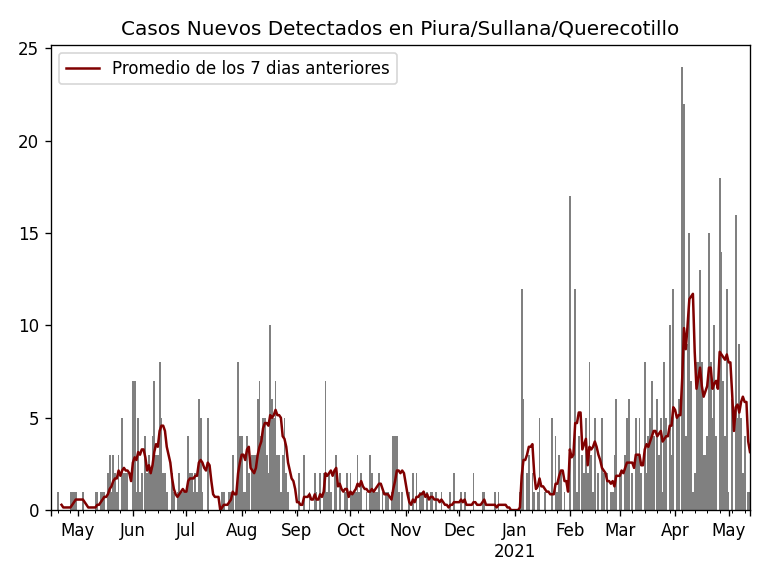 Casos Nuevos Detectados en Piura/Sullana/Querecotillo
Promedio de los 7 dias anteriores
25
20
15
10
5
0
May Jun Jul Aug Sep Oct Nov Dec Jan Feb Mar Apr May
2021